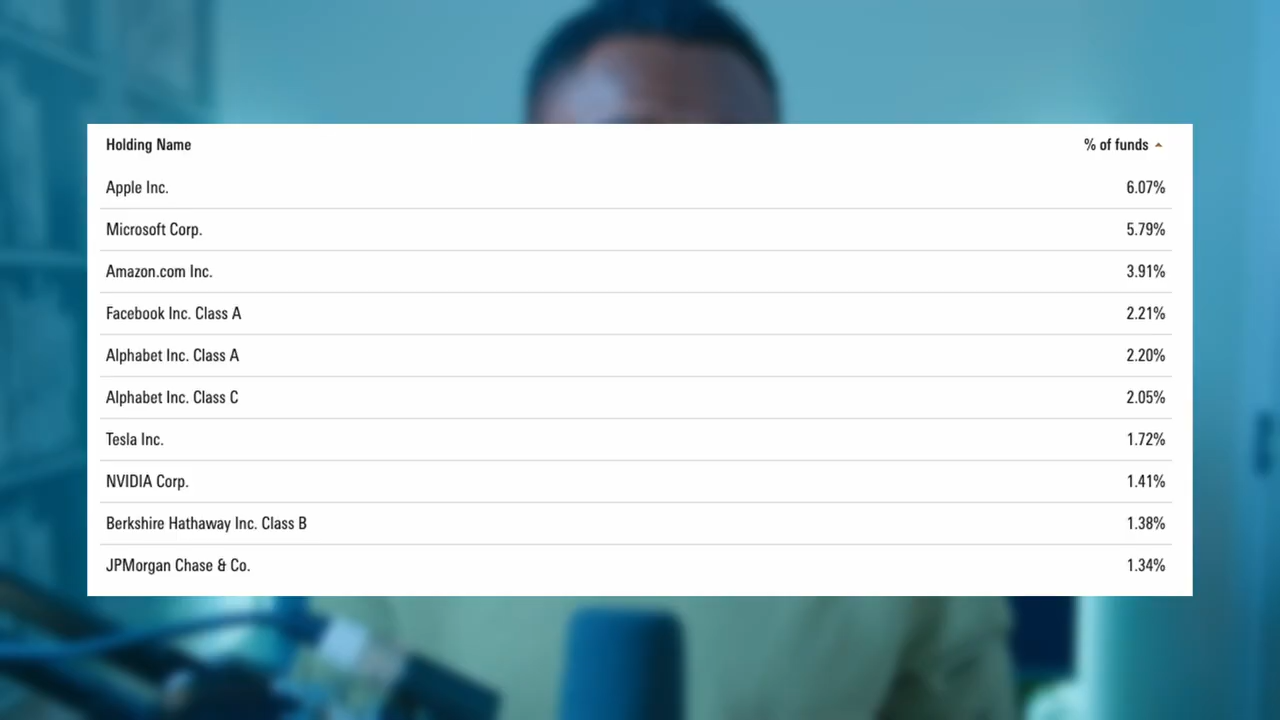 Holding Name % of funds
Apple Inc. 6.07%
Microsoft Corp. 5.79%
Amazon.com Inc. 3.91%
Facebook Inc. Class A 2.21%
Alphabet Inc. Class A 2.20%
Alphabet Inc. Class C 2.05%
Tesla Inc. 1.72%
NVIDIA Corp. 1.41%
Berkshire Hathaway Inc. Class B 1.38%
JPMorgan Chase & Co. 1.34%